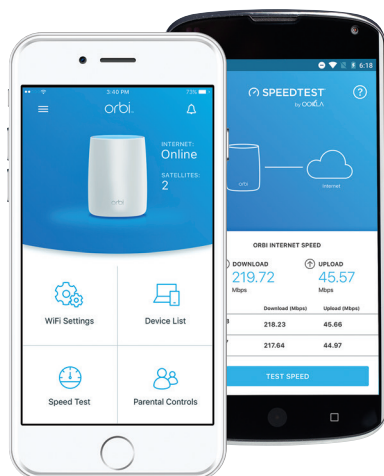 3:40 PM 73%
orbi
INTERNET:
Online
SATELLITES:
2
orbi
WiFi Settings
Device List
Speed Test
Parental Controls
6:18
SPEEDTEST
by OOKLA
?
orbi
Internet
ORBI INTERNET SPEED
DOWNLOAD UPLOAD
219.72 45.57
Mbps Mbps
Download (Mbps) Upload (Mbps)
218.23 45.66
217.64 44.97
TEST SPEED